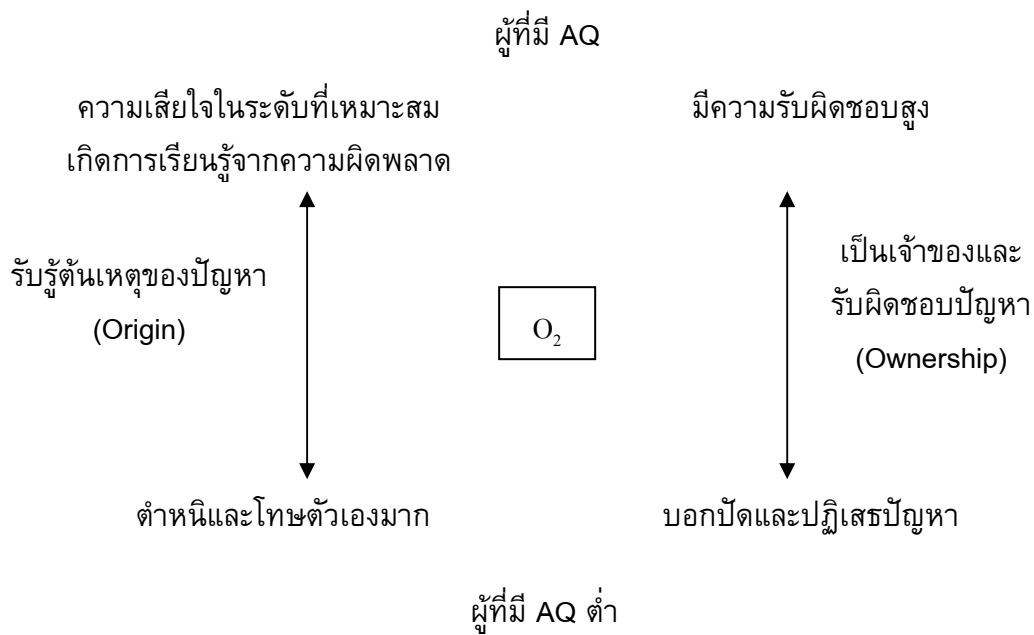 ผู้ที่มี AQ
ความเสียใจในระดับที่เหมาะสม
เกิดการเรียนรู้จากความผิดพลาด
มีความรับผิดชอบสูง
รับรู้ต้นเหตุของปัญหา
(Origin)
O₂
เป็นเจ้าของและ
รับผิดชอบปัญหา
(Ownership)
ตำหนิและโทษตัวเองมาก
บอกปัดและปฏิเสธปัญหา
ผู้ที่มี AQ ต่ำ